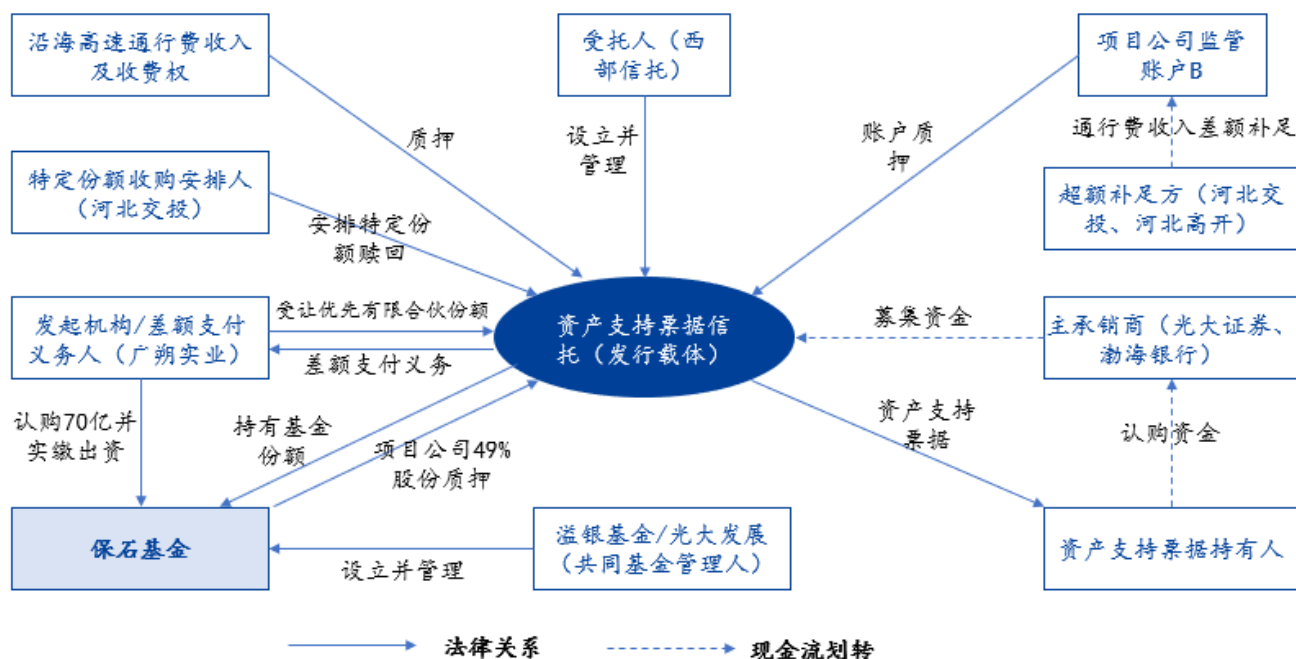 沿海高速通行费收入
及收费权
受托人（西
部信托）
项目公司监管
账户B
质押
设立并
管理
账户质
押
通行费收入差额补足
特定份额收购安排人
（河北交投）
超额补足方（河北交
投、河北高开）
安排特定份
额赎回
发起机构/差额支付
义务人（广朔实业）
受让优先有限合伙份额
差额支付义务
资产支持票据信
托（发行载体）
募集资金
主承销商（光大证券、
渤海银行）
认购70亿并
实缴出资
持有基金
份额
项目公司49%
股份质押
资产支持
票据
认购资金
保石基金
设立并管理
溢银基金/光大发展
（共同基金管理人）
资产支持票据持有人
法律关系
现金流划转